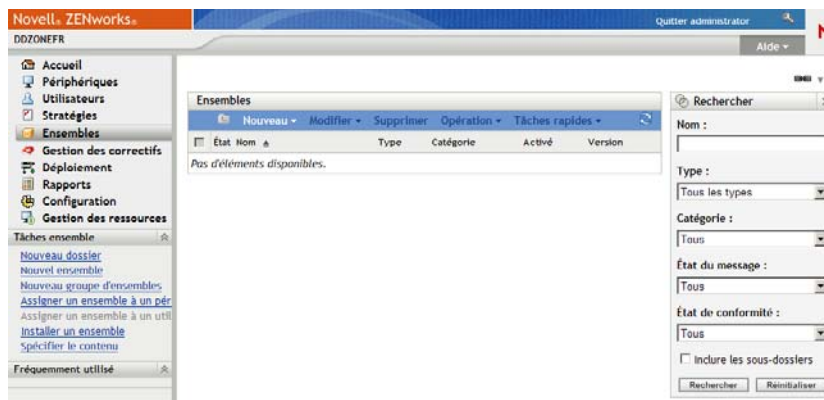 Novell® ZENworks®
Quitter administrator
DDZONEFR
Aide
Accueil
Périphériques
Utilisateurs
Stratégies
Ensembles
Gestion des correctifs
Déploiement
Rapports
Configuration
Gestion des ressources
Tâches ensemble
Nouveau dossier
Nouvel ensemble
Nouveau groupe d'ensembles
Assigner un ensemble à un pér
Assigner un ensemble à un util
Installer un ensemble
Spécifier le contenu
Fréquemment utilisé
Ensembles
Nouveau Modifier Supprimer Opération Tâches rapides
État Nom Type Catégorie Activé Version
Pas d'éléments disponibles.
Rechercher
Nom :
Type :
Tous les types
Catégorie :
Tous
État du message :
Tous
État de conformité :
Tous
Inclure les sous-dossiers
Rechercher Réinitialiser